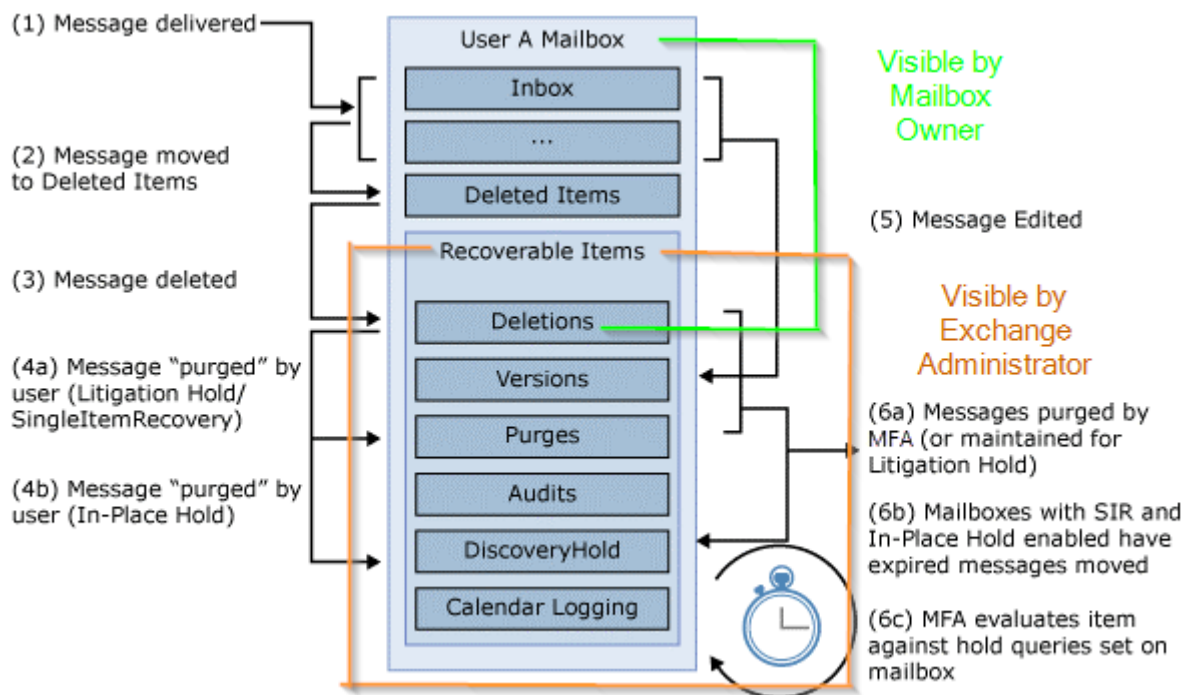 (1) Message delivered
(2) Message moved
to Deleted Items
(3) Message deleted
(4a) Message “purged” by
user (Litigation Hold/
SingleItemRecovery)
(4b) Message “purged” by
user (In-Place Hold)
User A Mailbox
Inbox
...
Deleted Items
Recoverable Items
Deletions
Versions
Purges
Audits
DiscoveryHold
Calendar Logging
Visible by
Mailbox
Owner
(5) Message Edited
Visible by
Exchange
Administrator
(6a) Messages purged by
MFA (or maintained for
Litigation Hold)
(6b) Mailboxes with SIR and
In-Place Hold enabled have
expired messages moved
(6c) MFA evaluates item
against hold queries set on
mailbox